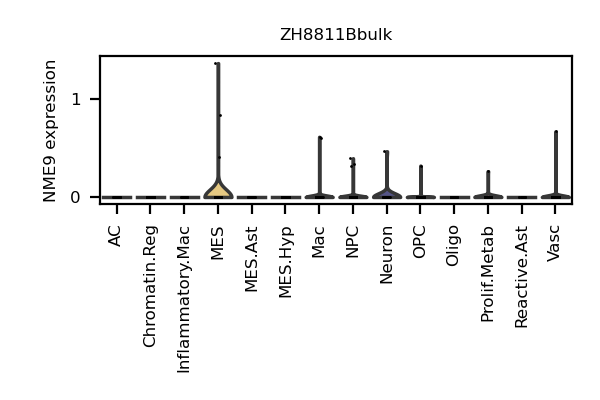 ZH8811Bbulk
NME9 expression
1
0
AC
Chromatin.Reg
Inflammatory.Mac
MES
MES.Ast
MES.Hyp
Mac
NPC
Neuron
OPC
Oligo
Prolif.Metab
Reactive.Ast
Vasc